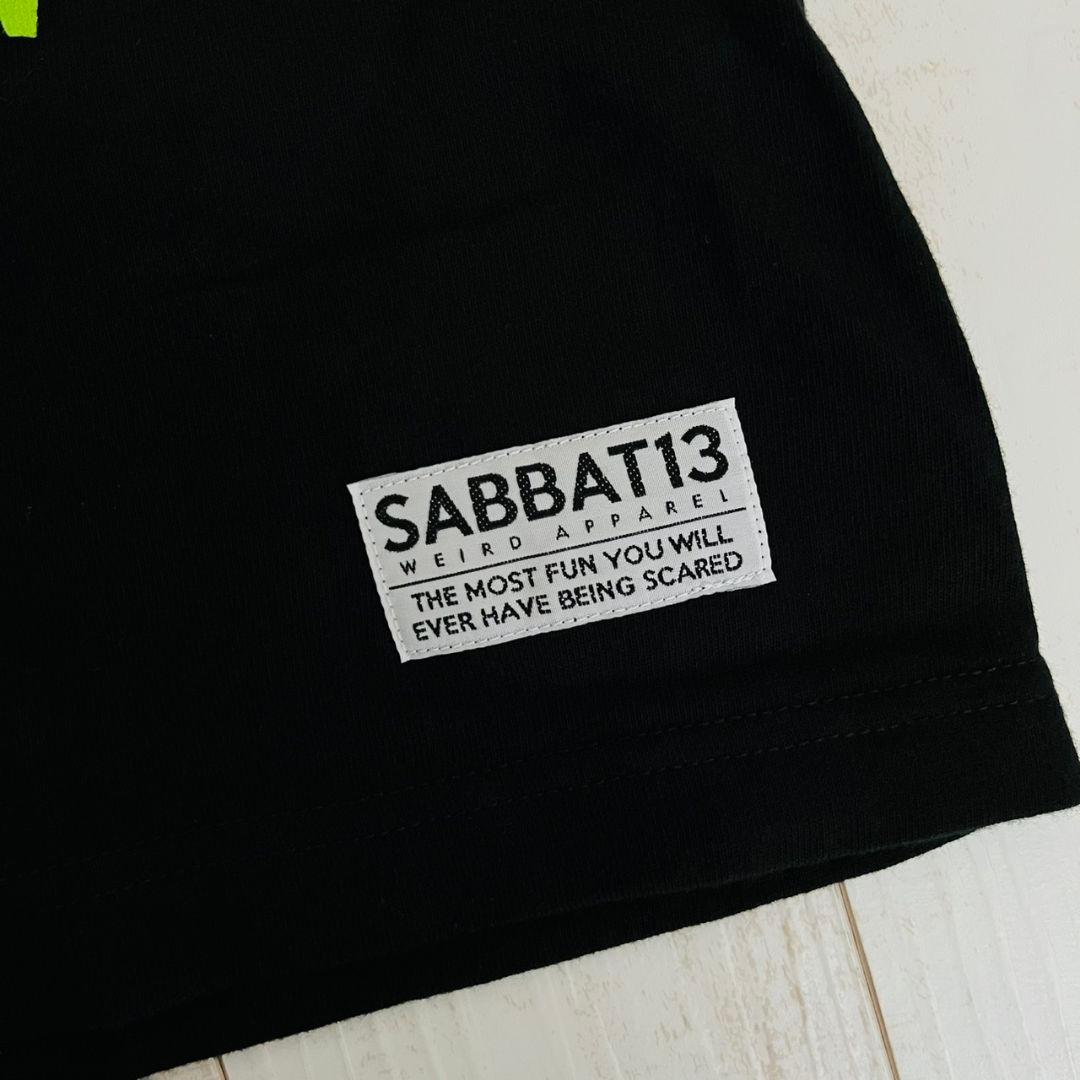 SABBAT13
WEIRD APPAREL
THE MOST FUN YOU WILL
EVER HAVE BEING SCARED